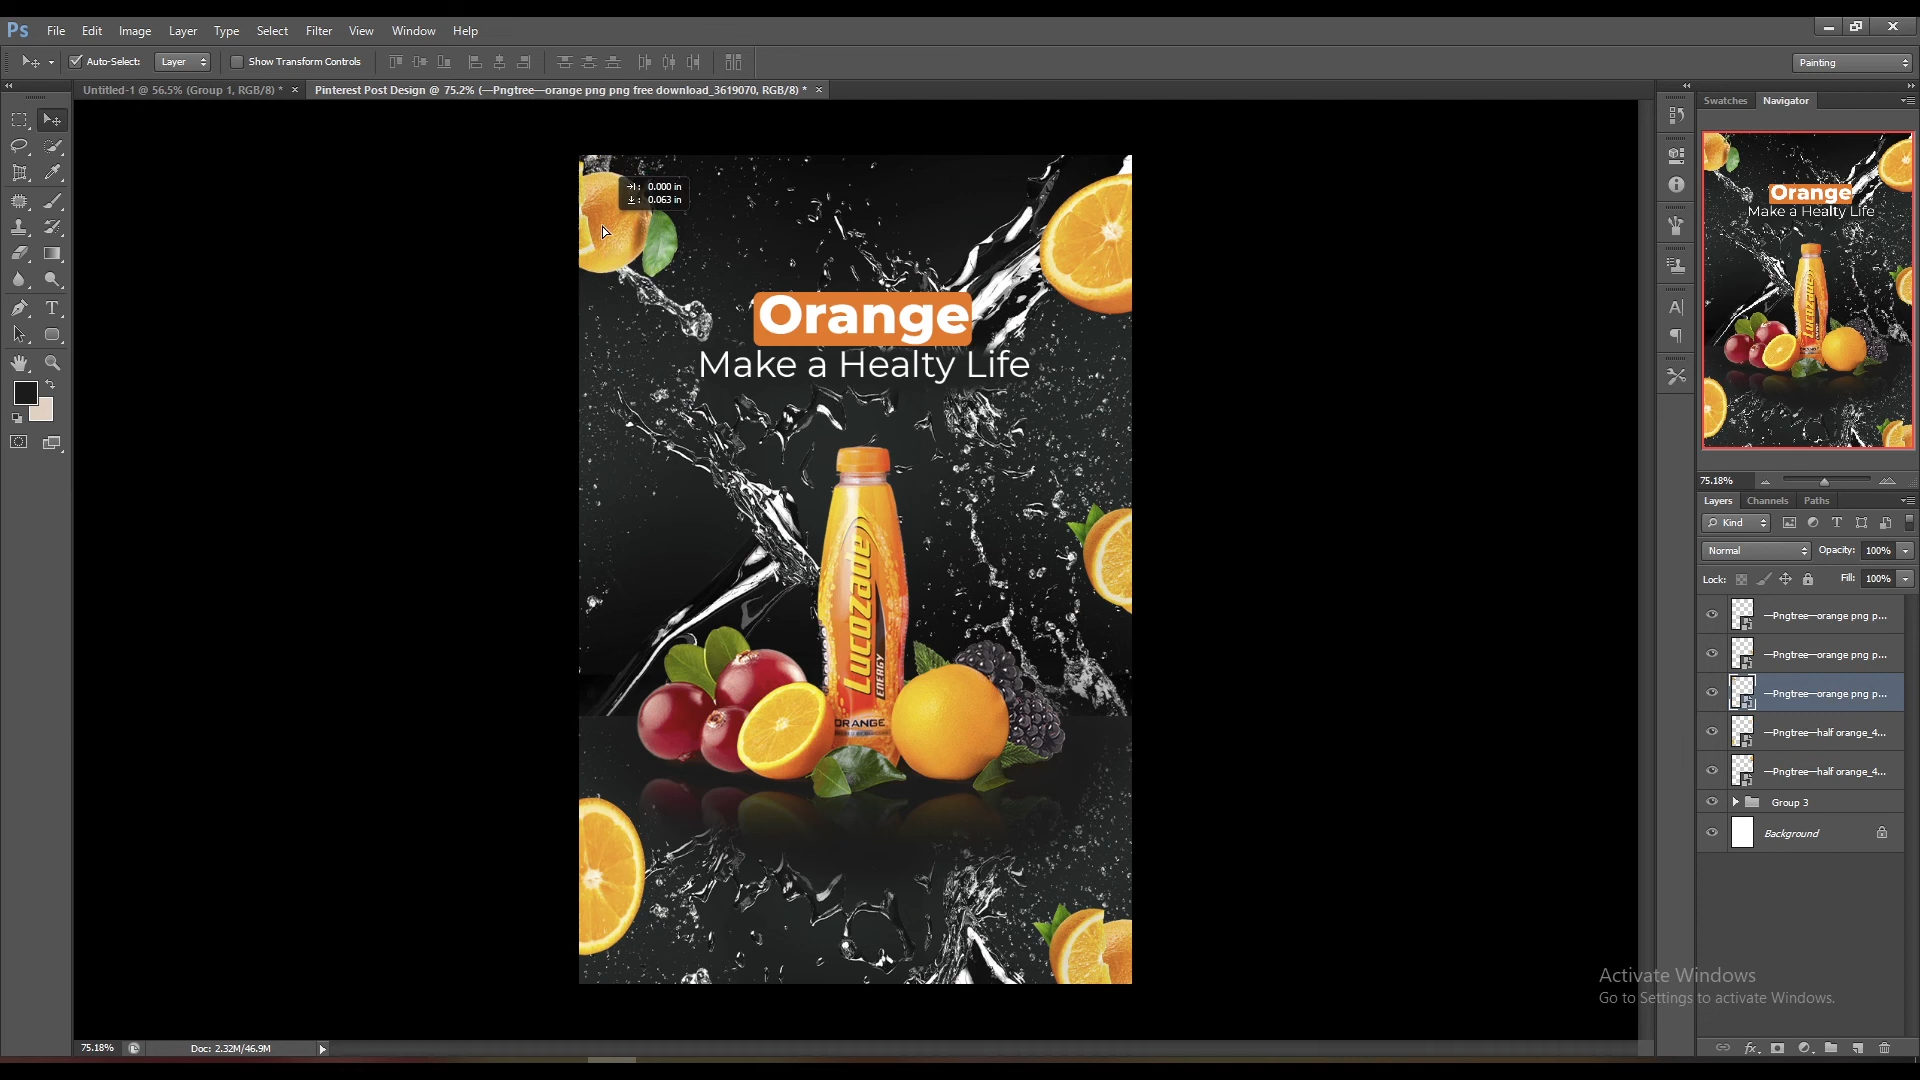 Ps File Edit Image Layer Type Select Filter View Window Help
Auto-Select: Layer Show Transform Controls Painting
Untitled-1 @ 56.5% (Group 1, RGB/8) * × Pinterest Post Design @ 75.2% (—Pngtree—orange png png free download_3619070, RGB/8) * ×
Swatches Navigator
→: 0.000 in
↓: 0.063 in
Orange
Make a Healty Life
Lucozade
ENERGY
ORANGE
Orange
Make a Healty Life
Lucozade
75.18%
Layers Channels Paths
Kind
Normal Opacity: 100%
Lock: Fill: 100%
—Pngtree—orange png p...
—Pngtree—orange png p...
—Pngtree—orange png p...
—Pngtree—half orange_4...
—Pngtree—half orange_4...
Group 3
Background
Activate Windows
Go to Settings to activate Windows.
75.18% Doc: 2.32M/46.9M